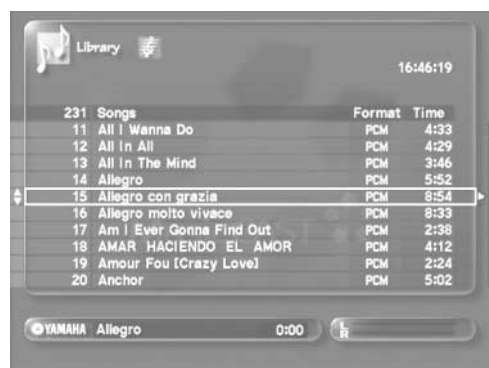 Library
16:46:19
231 Songs Format Time
11 All I Wanna Do PCM 4:33
12 All In All PCM 4:29
13 All In The Mind PCM 3:46
14 Allegro PCM 5:52
15 Allegro con grazia PCM 8:54
16 Allegro molto vivace PCM 8:33
17 Am I Ever Gonna Find Out PCM 2:38
18 AMAR HACIENDO EL AMOR PCM 4:12
19 Amour Fou [Crazy Love] PCM 2:24
20 Anchor PCM 5:02
YAMAHA Allegro 0:00 L
R